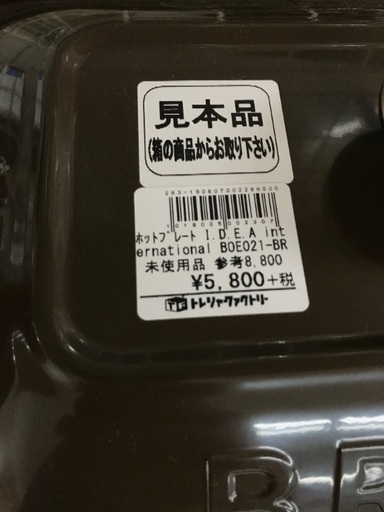 見本品
(箱の商品からお取り下さい)
1019006002307
ホットプレート I.D.E.A int
ernational BOE021-BR
未使用品 参考8,800
¥5,800+税
トレジャーファクトリー